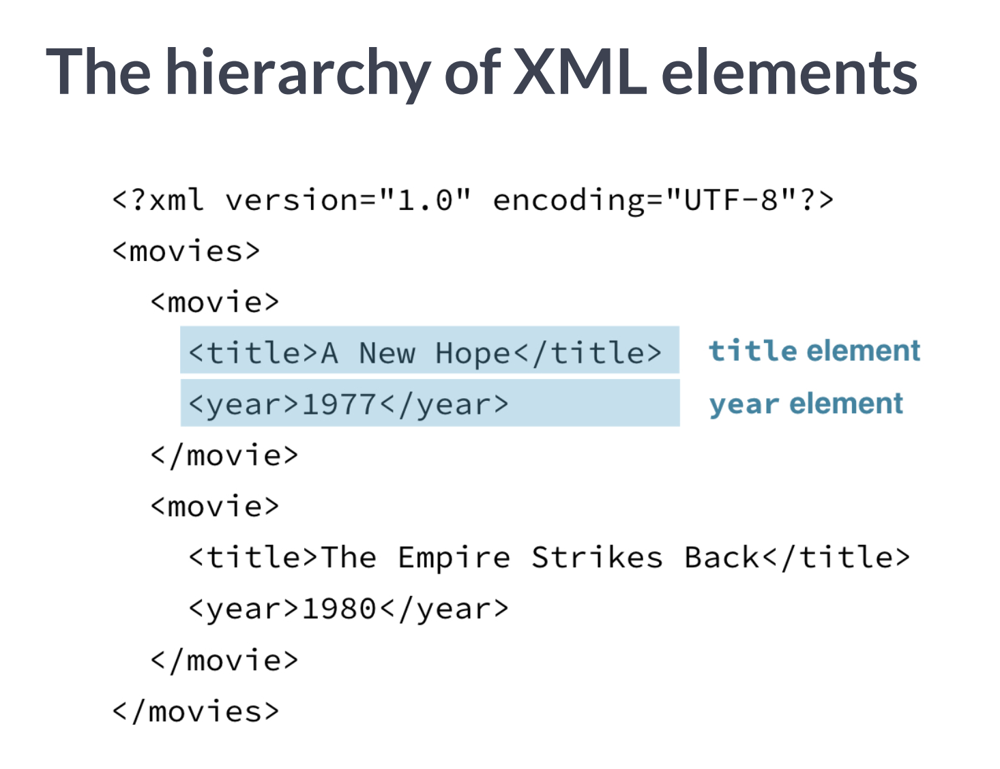 The hierarchy of XML elements
<?xml version="1.0" encoding="UTF-8"?>
<movies>
<movie>
<title>A New Hope</title> title element
<year>1977</year> year element
</movie>
<movie>
<title>The Empire Strikes Back</title>
<year>1980</year>
</movie>
</movies>